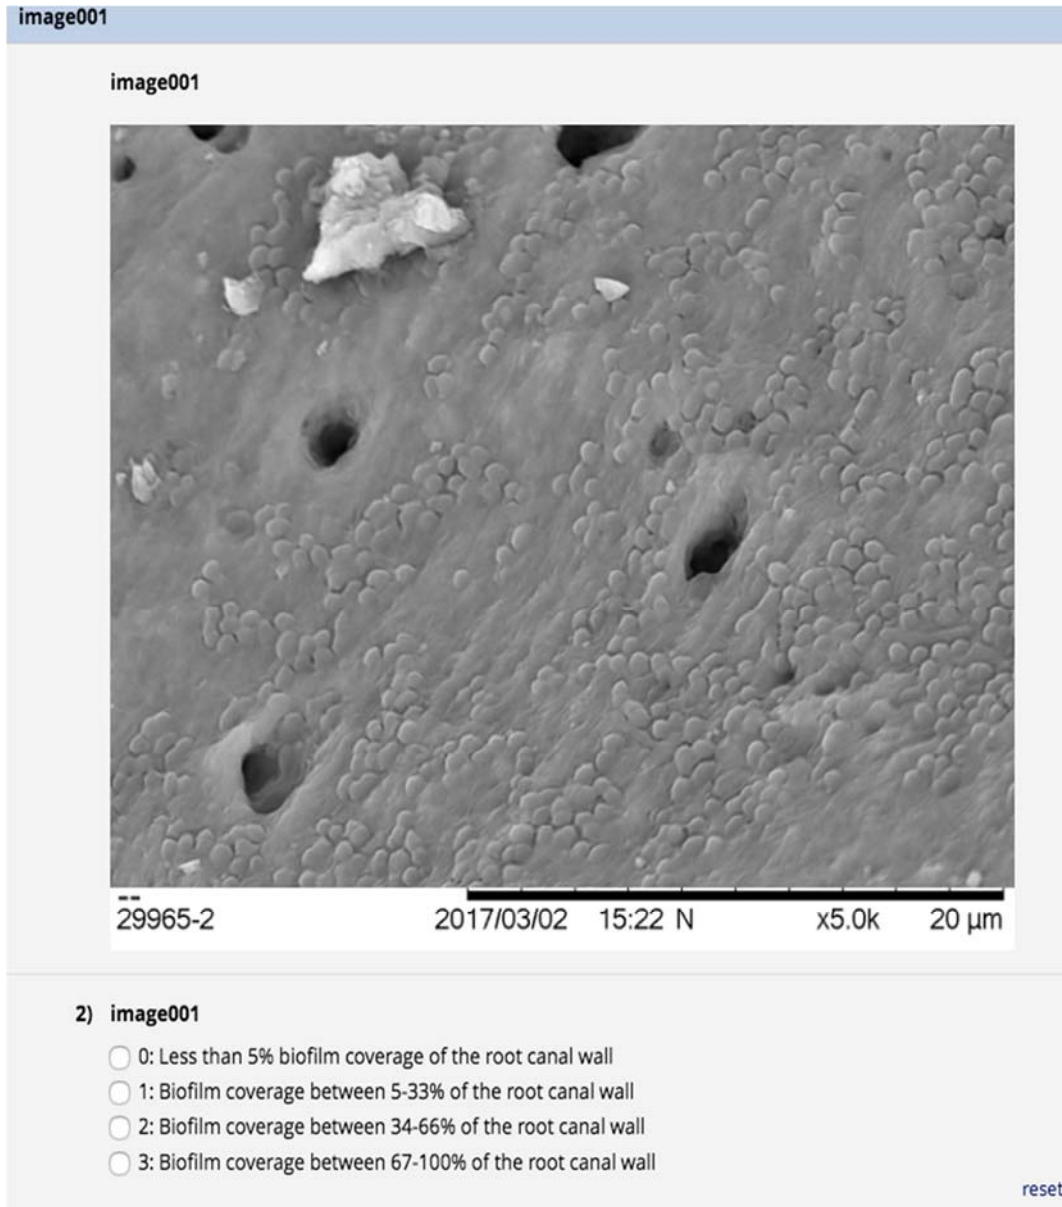 image001
image001
29965-2 2017/03/02 15:22 N x5.0k 20 µm
2) image001
0: Less than 5% biofilm coverage of the root canal wall
1: Biofilm coverage between 5-33% of the root canal wall
2: Biofilm coverage between 34-66% of the root canal wall
3: Biofilm coverage between 67-100% of the root canal wall
reset